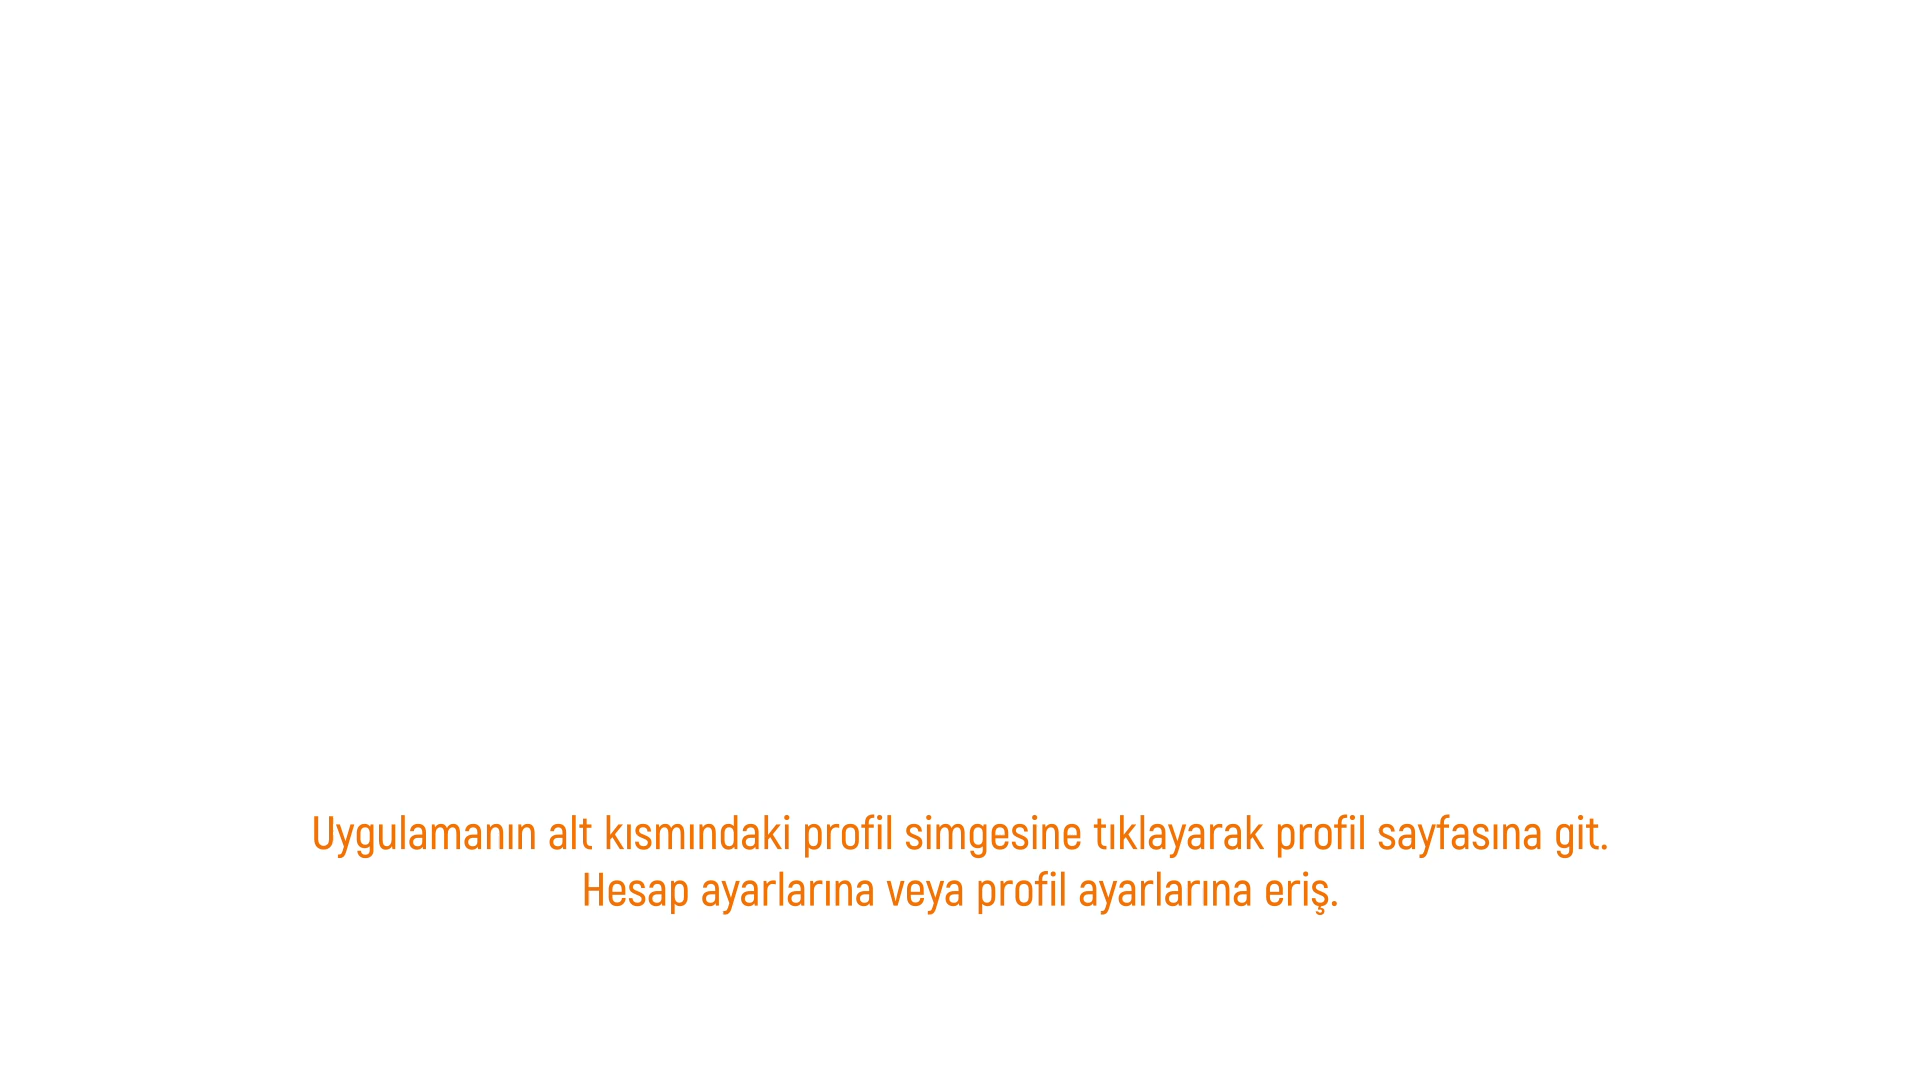 Uygulamanın alt kısmındaki profil simgesine tıklayarak profil sayfasına git.
Hesap ayarlarına veya profil ayarlarına eriş.